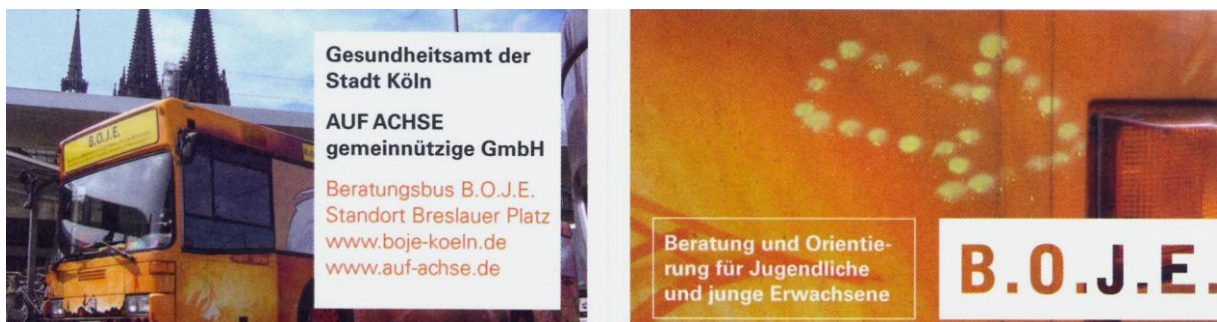 B.O.J.E.
Gesundheitsamt der
Stadt Köln
AUF ACHSE
gemeinnützige GmbH
Beratungsbus B.O.J.E.
Standort Breslauer Platz
www.boje-koeln.de
www.auf-achse.de
Beratung und Orientie-
rung für Jugendliche
und junge Erwachsene
B.O.J.E.